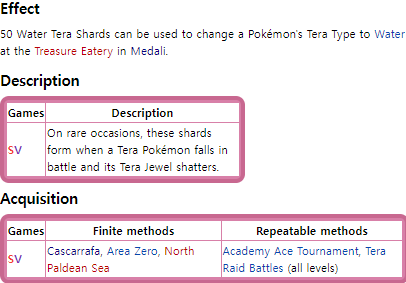 Effect
50 Water Tera Shards can be used to change a Pokémon's Tera Type to Water
at the Treasure Eatery in Medali.
Description
Games Description
SV On rare occasions, these shards
form when a Tera Pokémon falls in
battle and its Tera Jewel shatters.
Acquisition
Games Finite methods Repeatable methods
SV Cascarrafa, Area Zero, North Academy Ace Tournament, Tera
Paldean Sea Raid Battles (all levels)